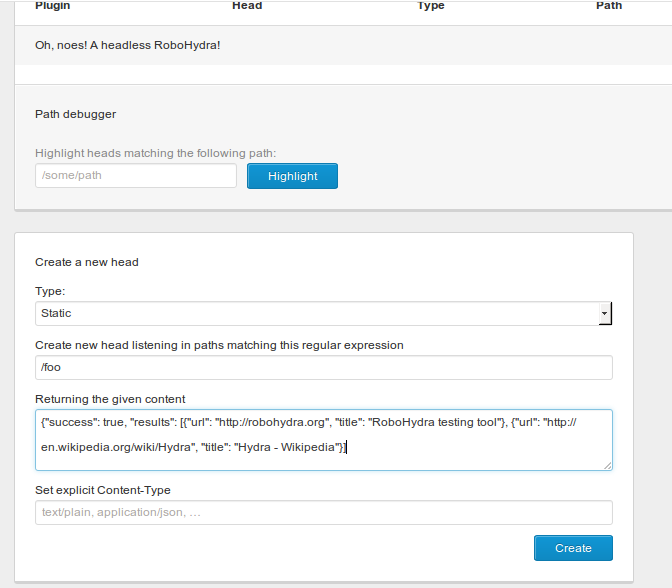 Plugin Head Type Path
Oh, noes! A headless RoboHydra!
Path debugger
Highlight heads matching the following path:
/some/path Highlight
Create a new head
Type:
Static
Create new head listening in paths matching this regular expression
/foo
Returning the given content
{"success": true, "results": [{"url": "http://robohydra.org", "title": "RoboHydra testing tool"}, {"url": "http://
en.wikipedia.org/wiki/Hydra", "title": "Hydra - Wikipedia"}]
Set explicit Content-Type
text/plain, application/json, …
Create